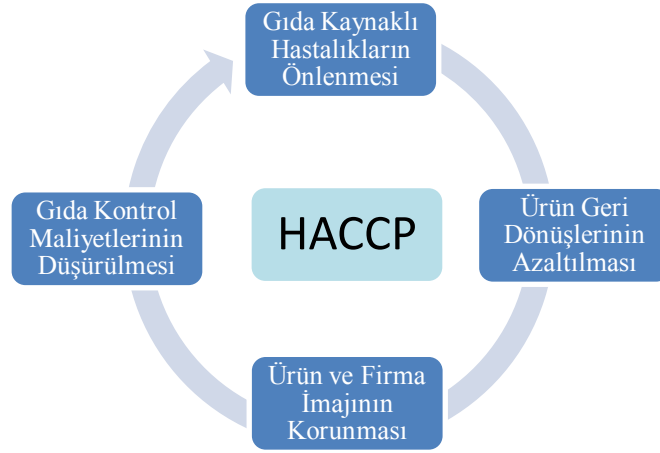 Gıda Kaynaklı
Hastalıkların
Önlenmesi
Ürün Geri
Dönüşlerinin
Azaltılması
Ürün ve Firma
İmajının
Korunması
Gıda Kontrol
Maliyetlerinin
Düşürülmesi
HACCP